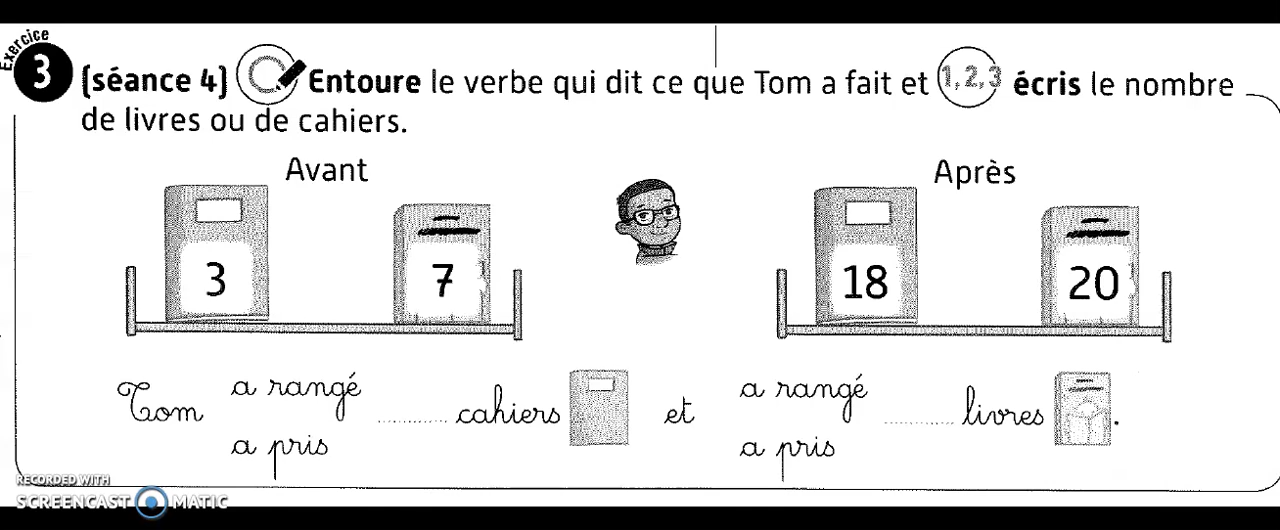 Exercice
3 (séance 4) Entoure le verbe qui dit ce que Tom a fait et 1, 2, 3 écris le nombre
de livres ou de cahiers.
Avant
Après
3 7 18 20
a rangé a rangé
Tom ........... cahiers et ........... livres .
a pris a pris
RECORDED WITH
SCREENCAST MATIC